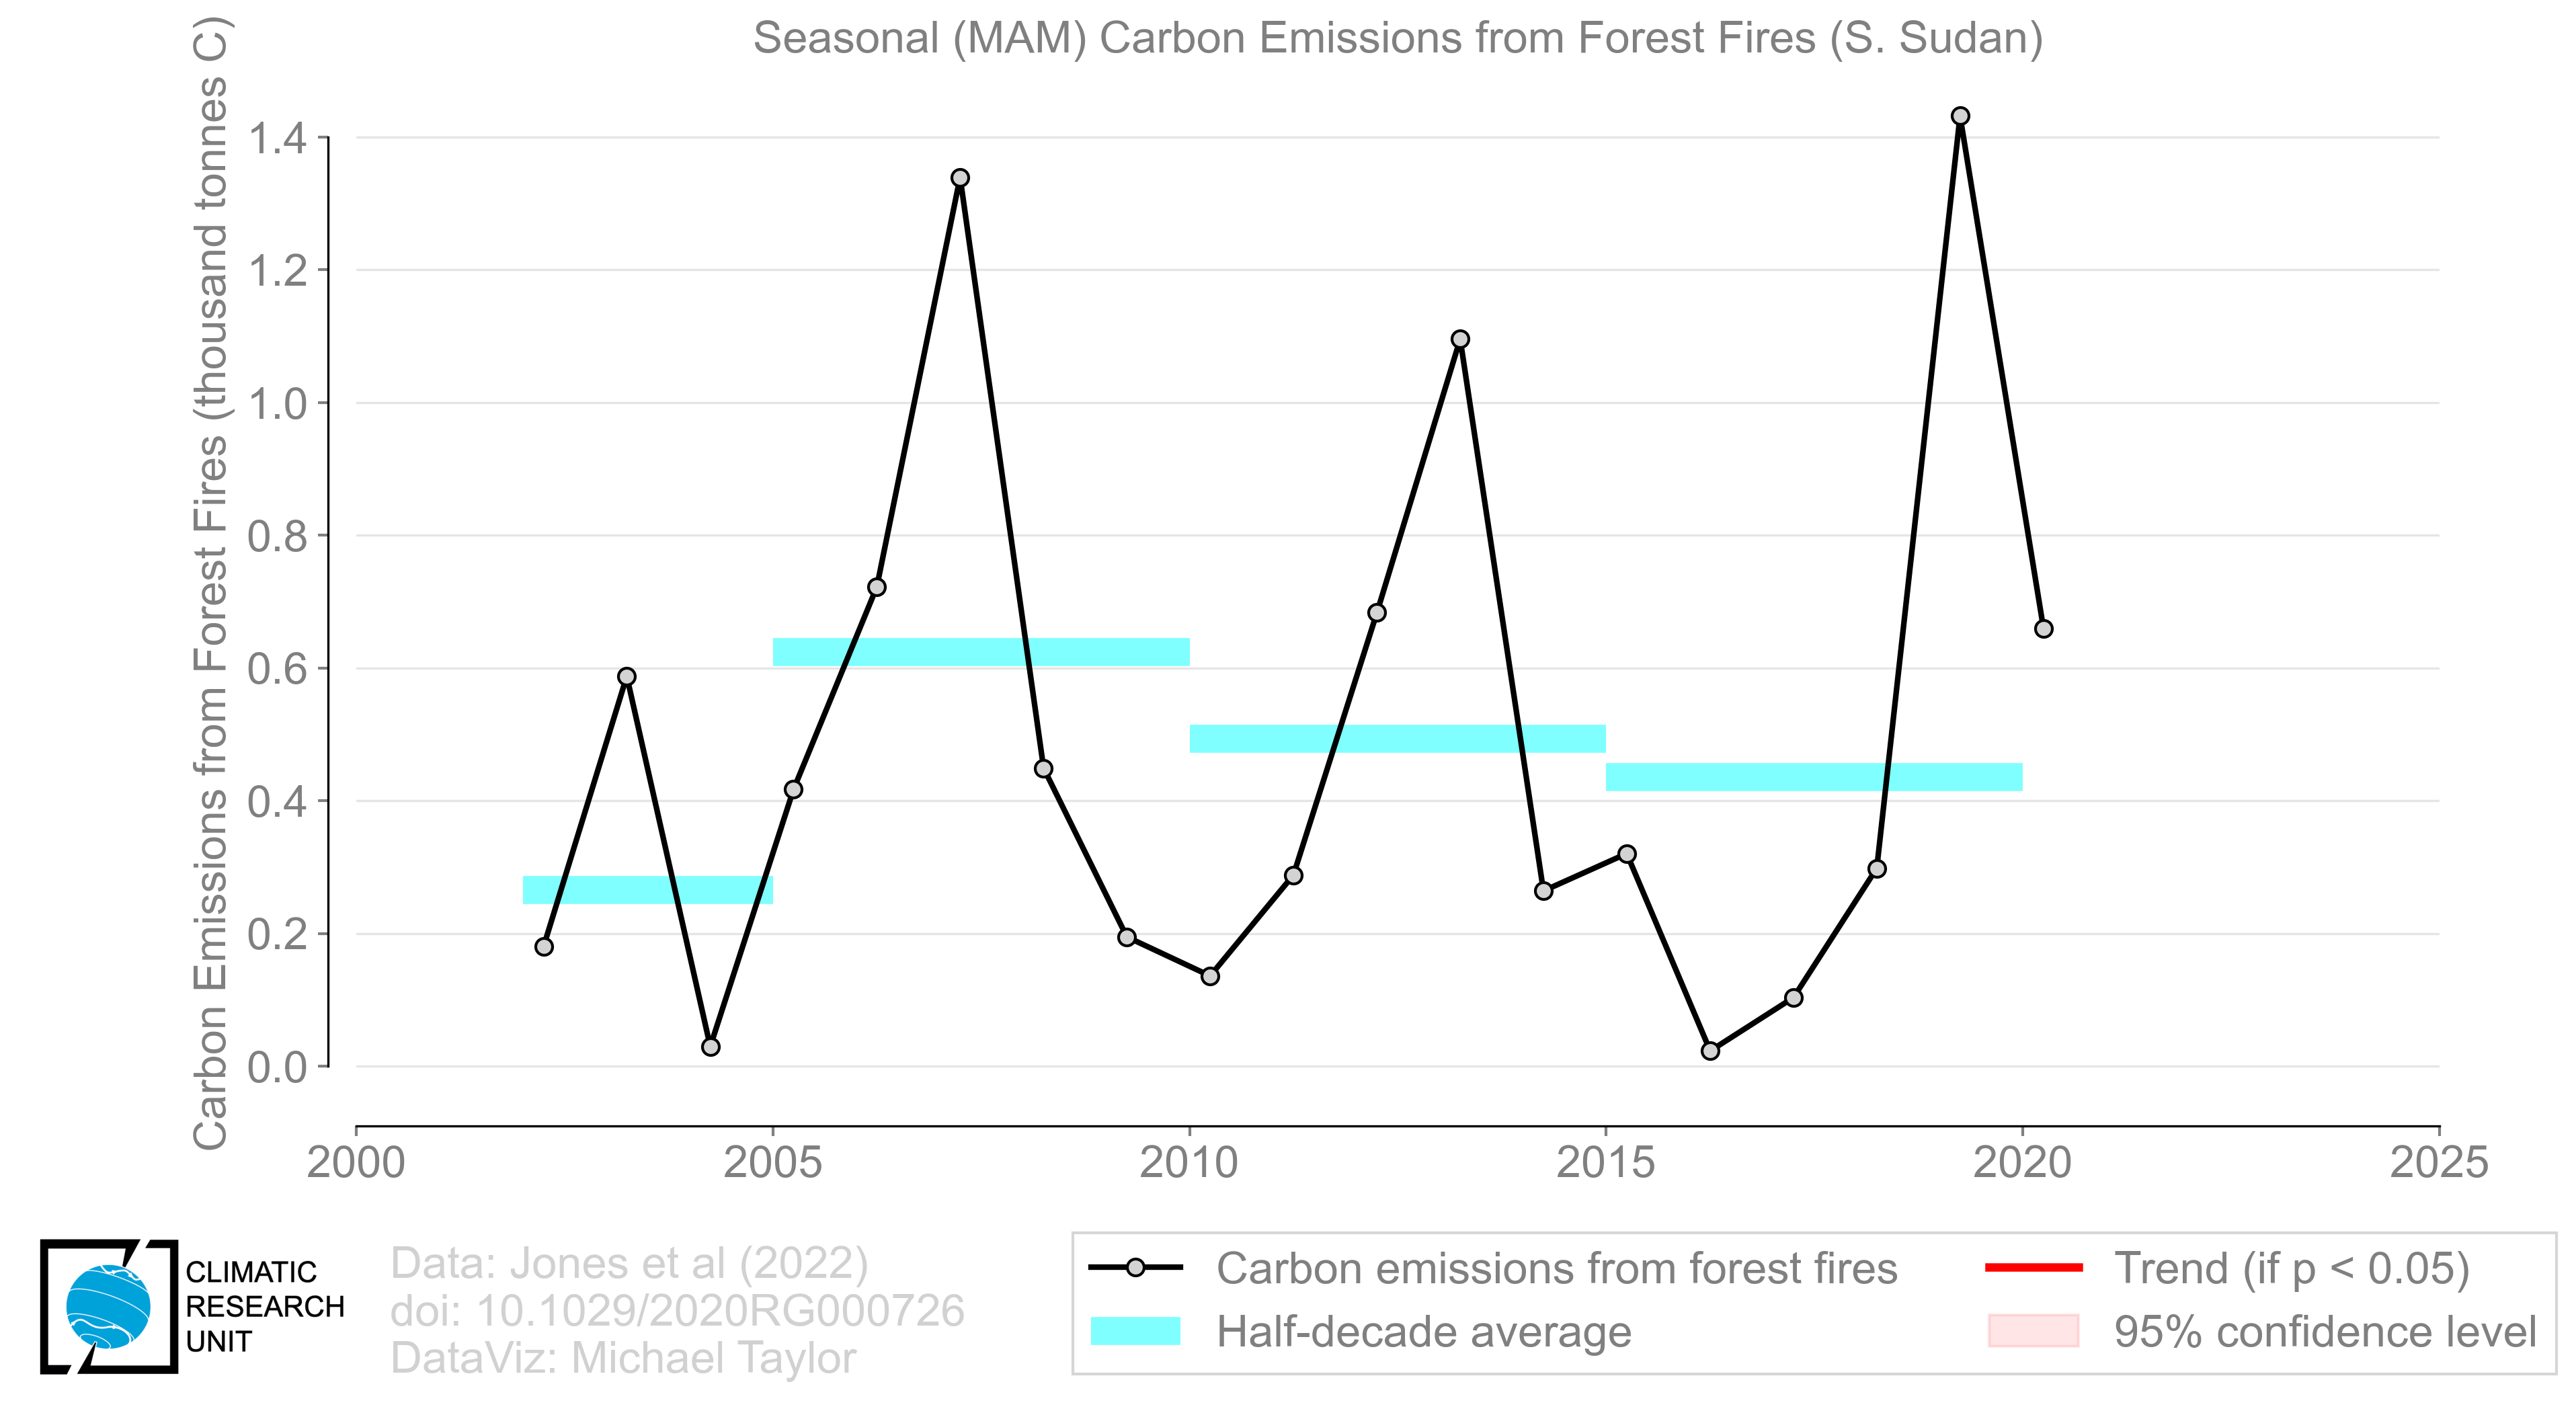 Seasonal (MAM) Carbon Emissions from Forest Fires (S. Sudan)
Carbon Emissions from Forest Fires (thousand tonnes C)
1.4
1.2
1.0
0.8
0.6
0.4
0.2
0.0
2000 2005 2010 2015 2020 2025
CLIMATIC
RESEARCH
UNIT
Data: Jones et al (2022)
doi: 10.1029/2020RG000726
DataViz: Michael Taylor
Carbon emissions from forest fires
Half-decade average
Trend (if p < 0.05)
95% confidence level